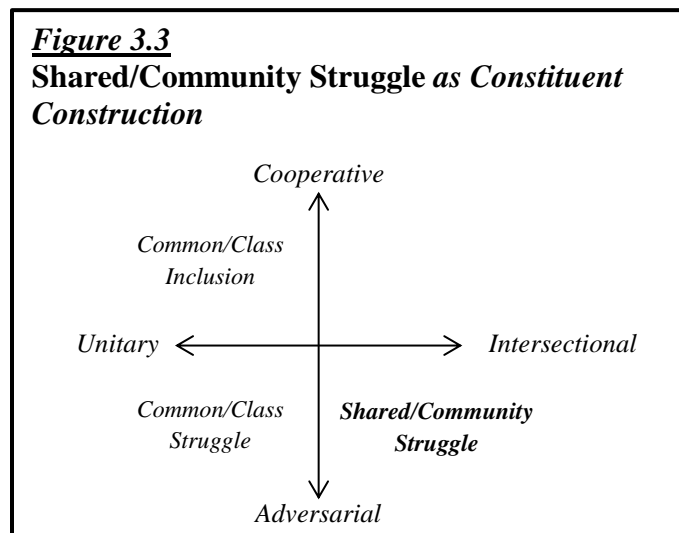 Figure 3.3
Shared/Community Struggle as Constituent
Construction
Cooperative
Common/Class
Inclusion
Unitary
Intersectional
Common/Class
Struggle
Shared/Community
Struggle
Adversarial